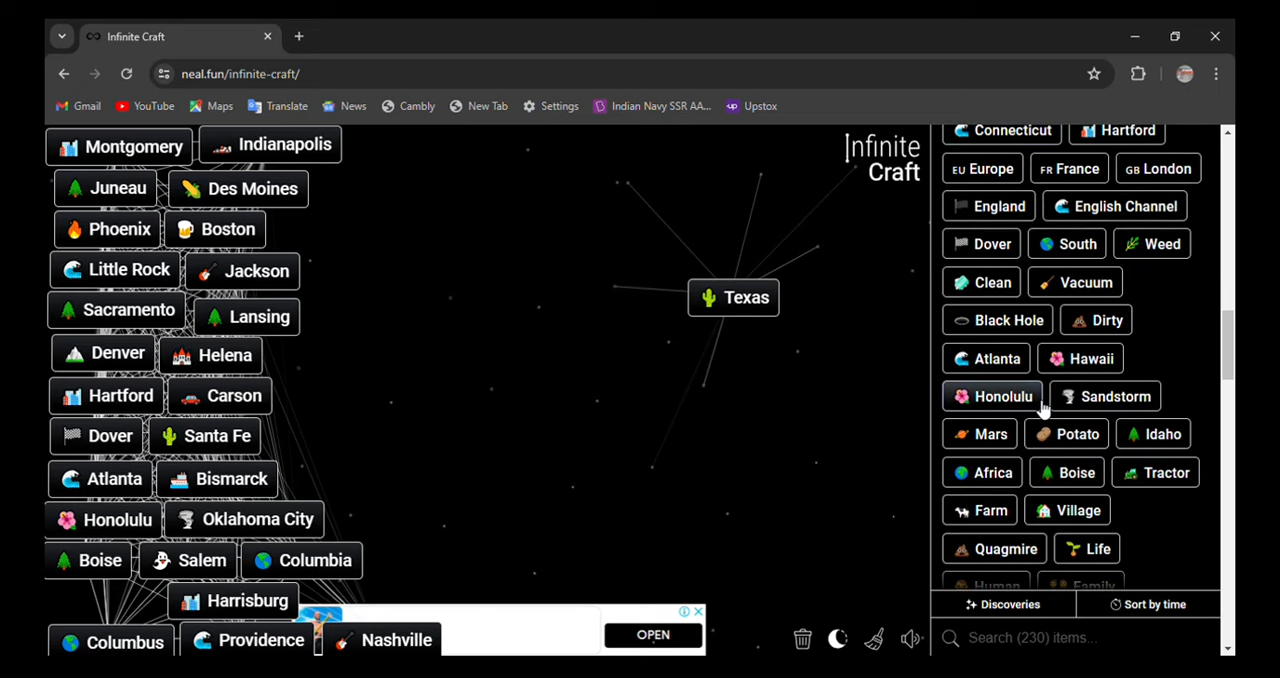 Infinite Craft
neal.fun/infinite-craft/
Gmail YouTube Maps Translate News Cambly New Tab Settings Indian Navy SSR AA... up Upstox
Montgomery Indianapolis
Juneau Des Moines
Phoenix Boston
Little Rock Jackson
Sacramento Lansing
Denver Helena
Hartford Carson
Dover Santa Fe
Atlanta Bismarck
Honolulu Oklahoma City
Boise Salem Columbia
Harrisburg
Columbus Providence Nashville
Texas
Infinite
Craft
OPEN
Connecticut Hartford
EU Europe FR France GB London
England English Channel
Dover South Weed
Clean Vacuum
Black Hole Dirty
Atlanta Hawaii
Honolulu Sandstorm
Mars Potato Idaho
Africa Boise Tractor
Farm Village
Quagmire Life
Human Family
Discoveries Sort by time
Search (230) items...